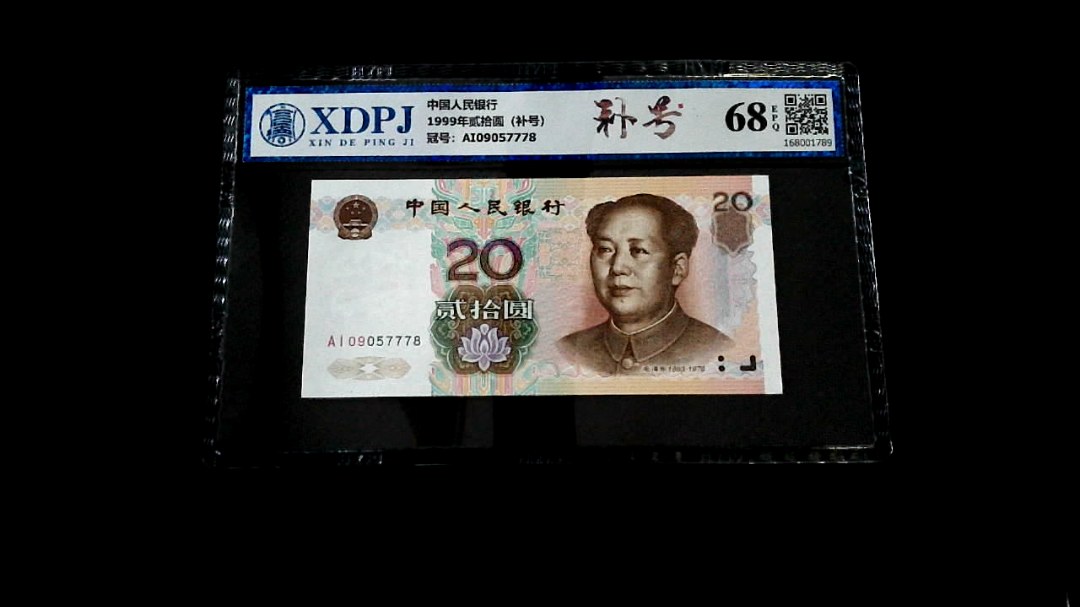 XDPJ
XIN DE PING JI
中国人民银行
1999年贰拾圆（补号）
冠号：AI09057778
补号
68
EPQ
168001789
中国人民银行
20
20
贰拾圆
AI09057778
1893-1976